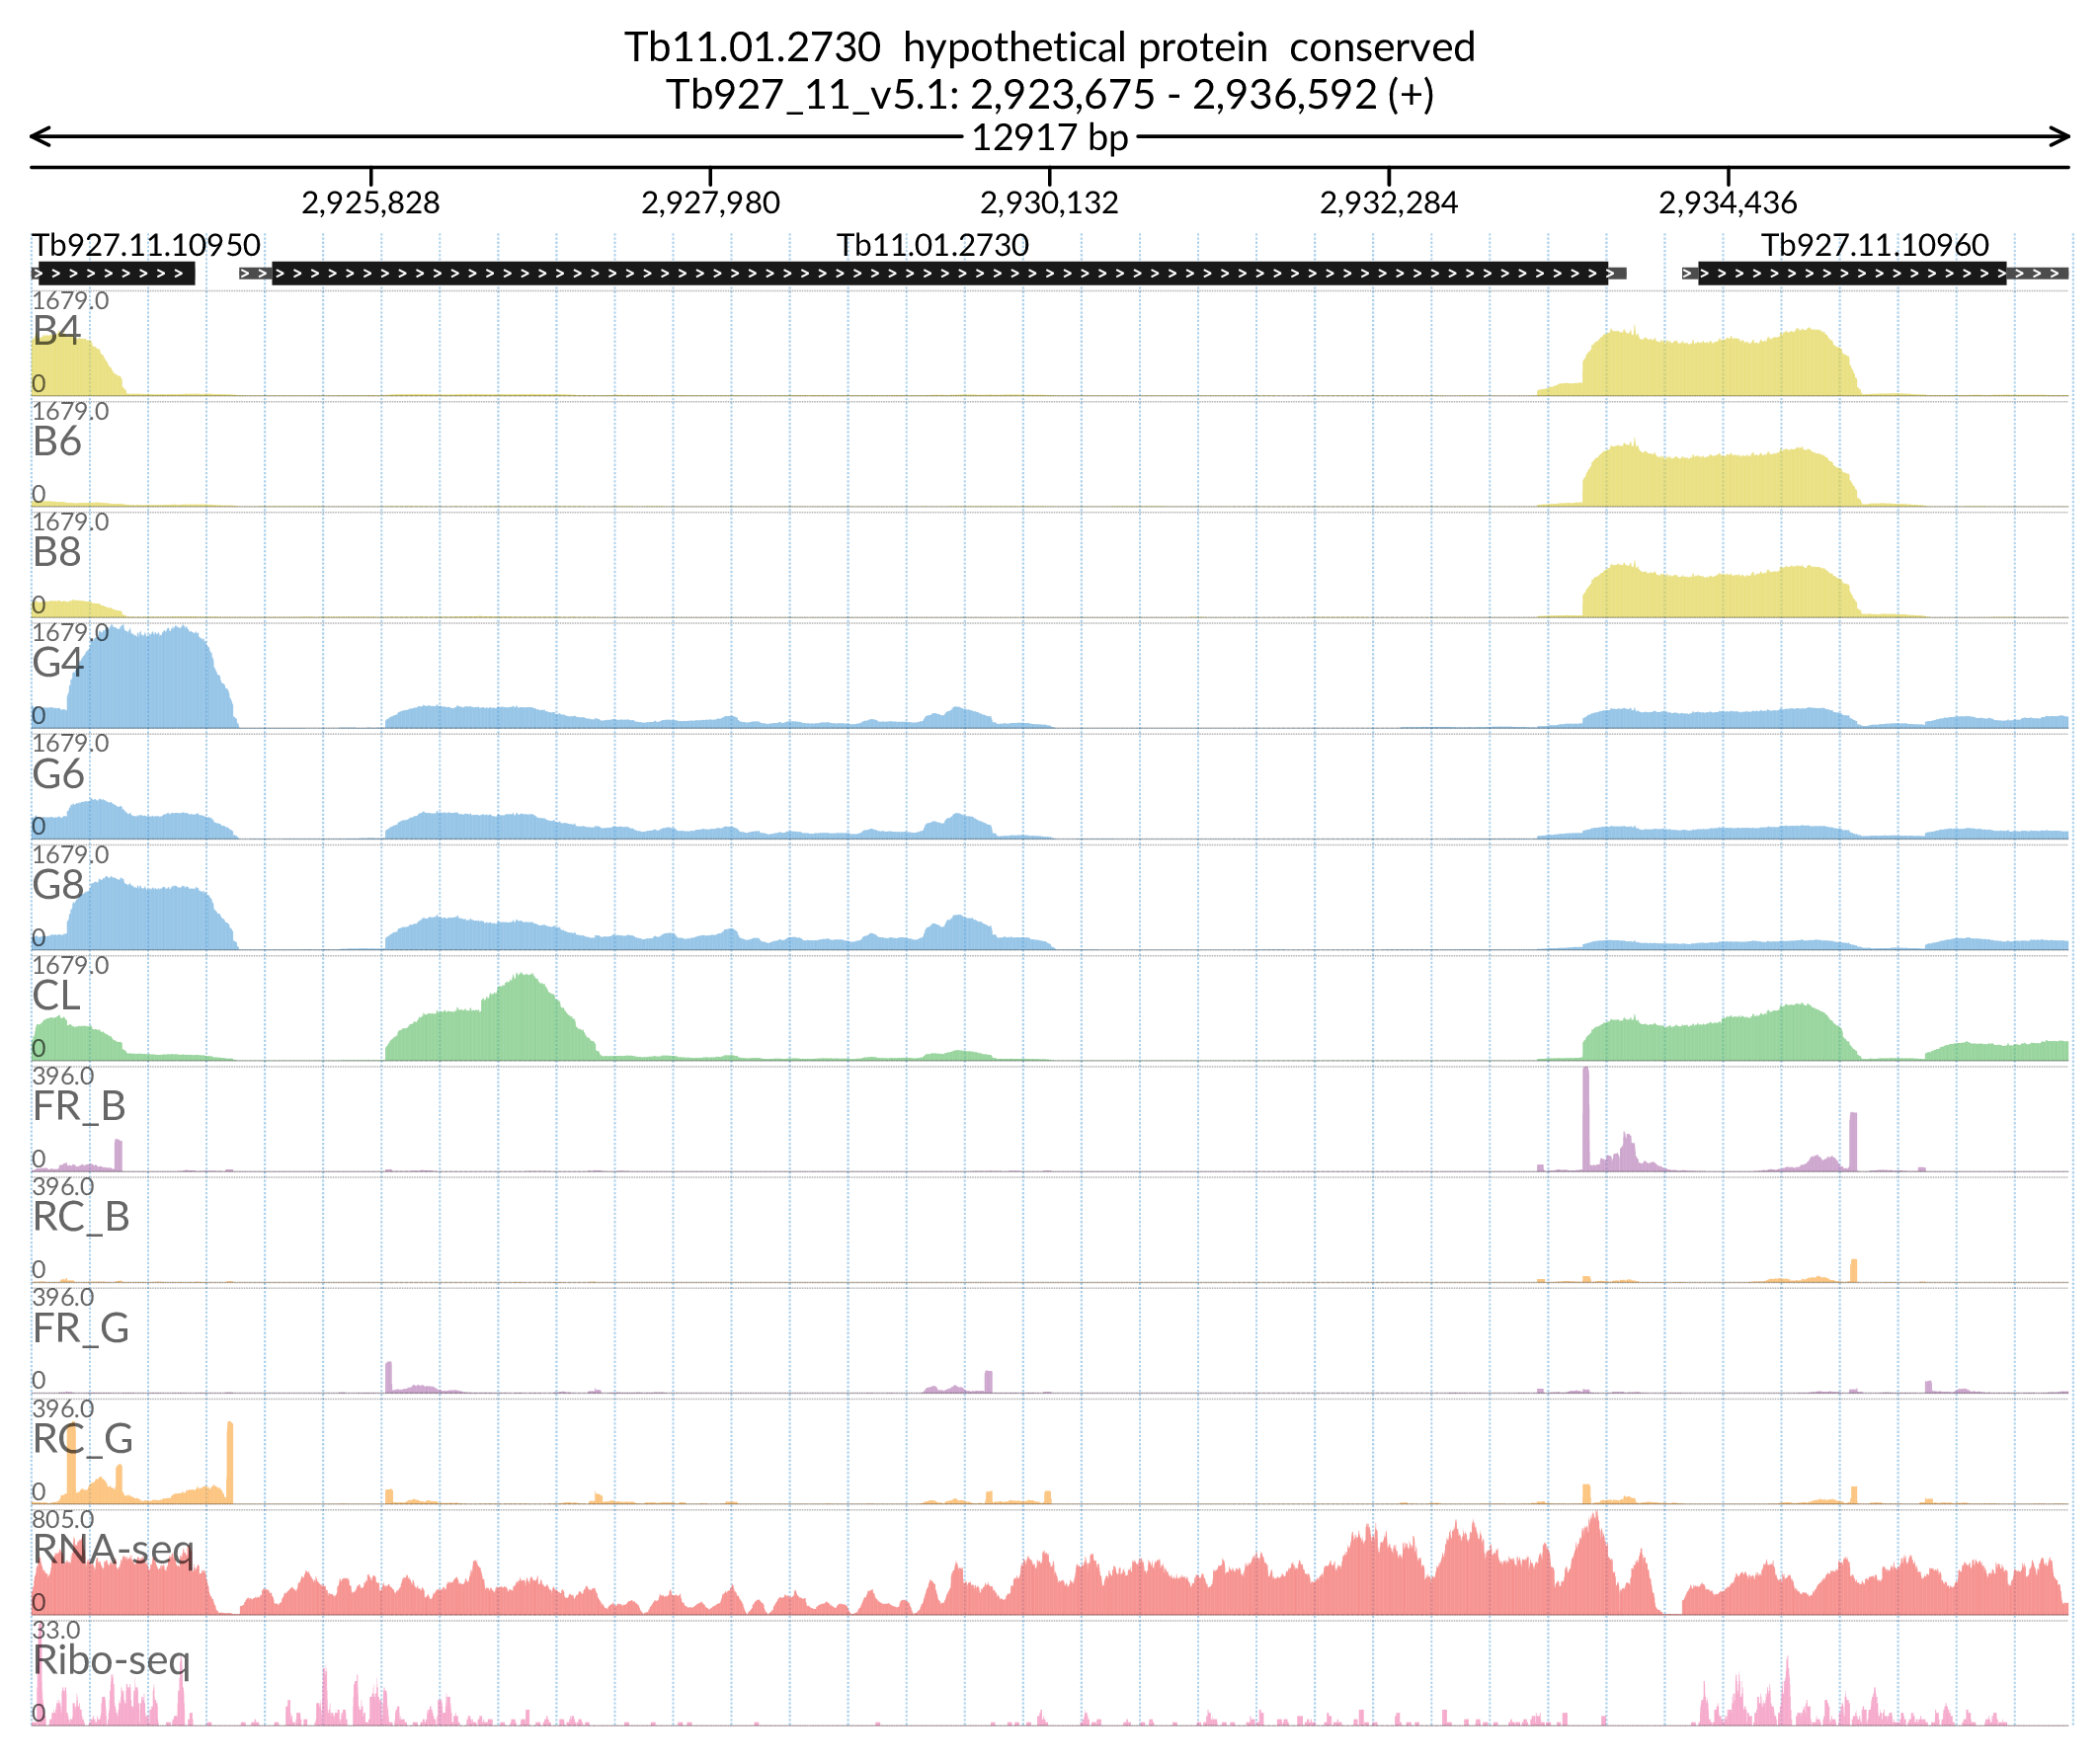 Tb11.01.2730 hypothetical protein conserved
Tb927_11_v5.1: 2,923,675 - 2,936,592 (+)
12917 bp
2,925,828 2,927,980 2,930,132 2,932,284 2,934,436
Tb927.11.10950 Tb11.01.2730 Tb927.11.10960
1679.0
B4
0
1679.0
B6
0
1679.0
B8
0
1679.0
G4
0
1679.0
G6
0
1679.0
G8
0
1679.0
CL
0
396.0
FR_B
0
396.0
RC_B
0
396.0
FR_G
0
396.0
RC_G
0
805.0
RNA-seq
0
33.0
Ribo-seq
0